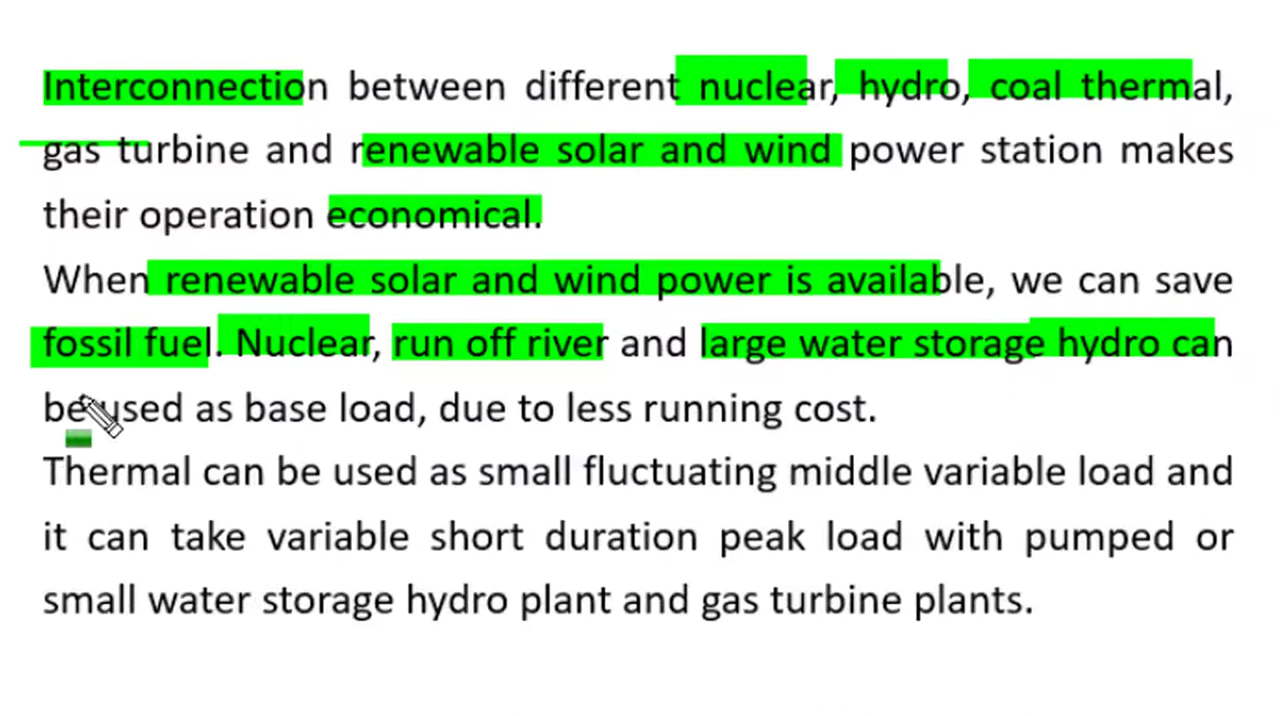 Interconnection between different nuclear, hydro, coal thermal,
gas turbine and renewable solar and wind power station makes
their operation economical.
When renewable solar and wind power is available, we can save
fossil fuel. Nuclear, run off river and large water storage hydro can
be used as base load, due to less running cost.
Thermal can be used as small fluctuating middle variable load and
it can take variable short duration peak load with pumped or
small water storage hydro plant and gas turbine plants.